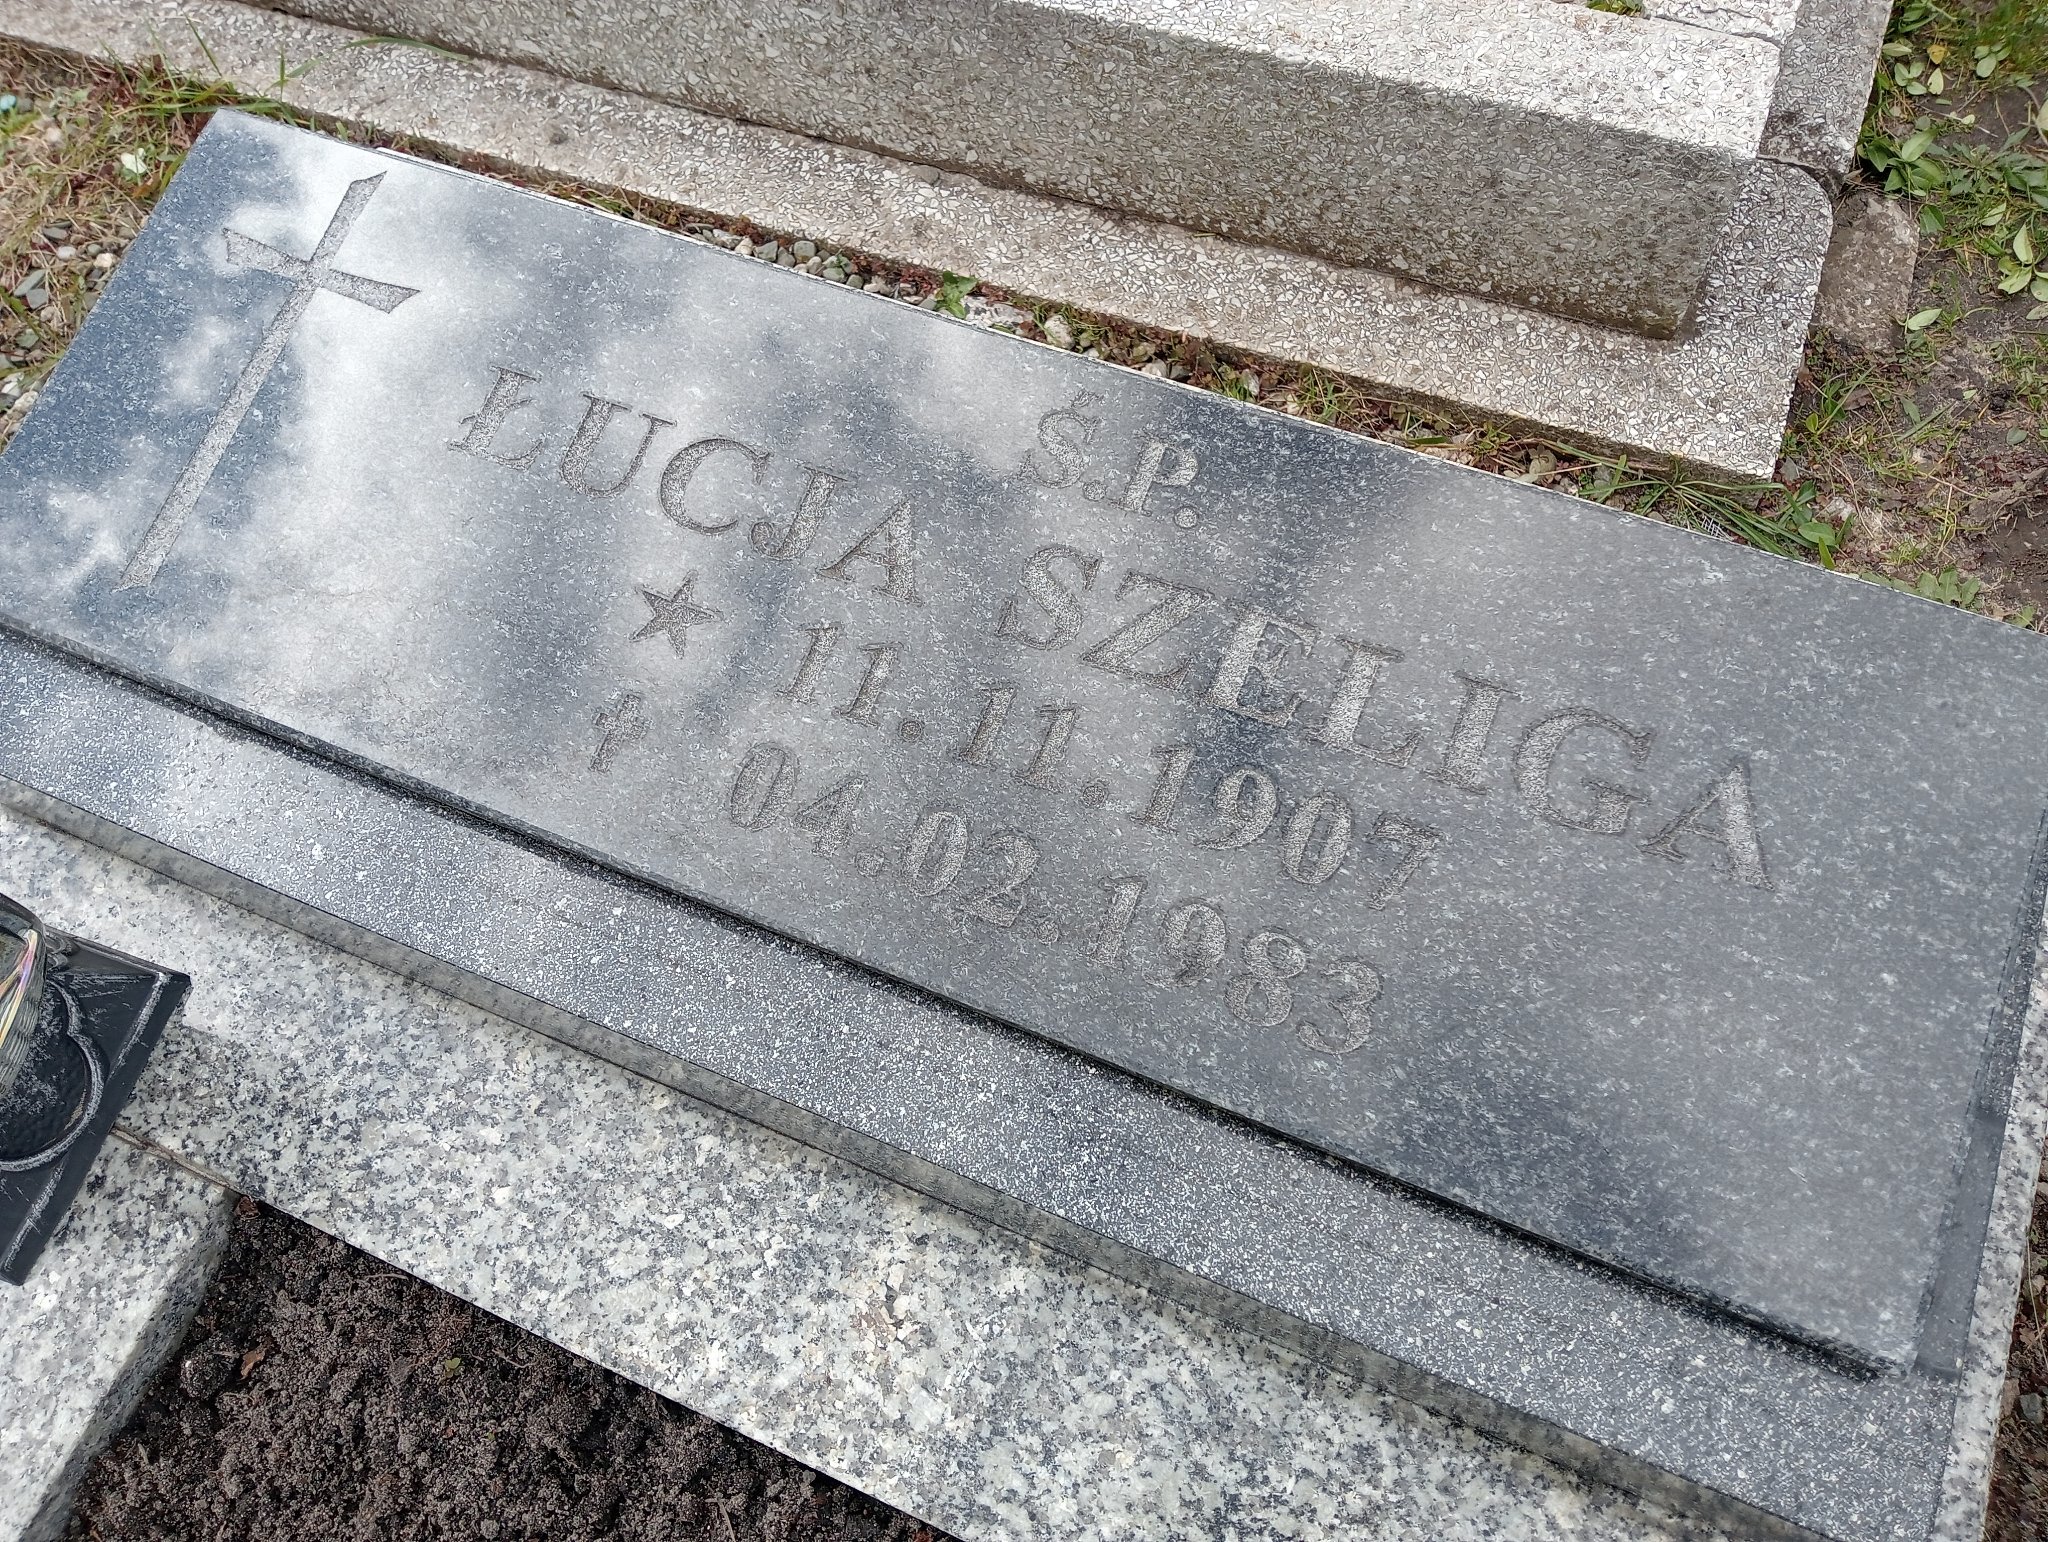 Ś.P.
ŁUCJA SZELIGA
★ 11.11.1907
✝ 04.02.1983